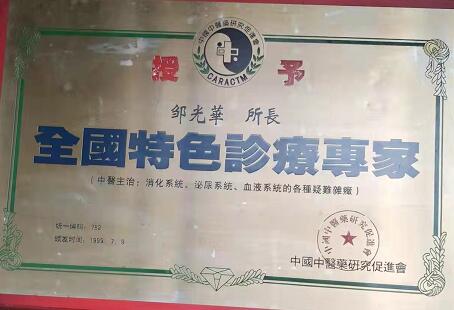 中國中醫藥研究促進會
CARACTM
授 予
邹光華 所長
全國特色診療專家
(中醫主治:消化系統、泌尿系統、血液系統的各種疑難雜癥)
统一编码:792
颁发时间:1999.7.9
中國中醫藥研究促進會
中國中醫藥研究促進會